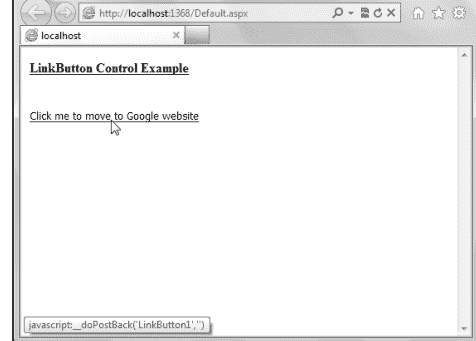 http://localhost:1368/Default.aspx
localhost
LinkButton Control Example
Click me to move to Google website
javascript:__doPostBack('LinkButton1','')